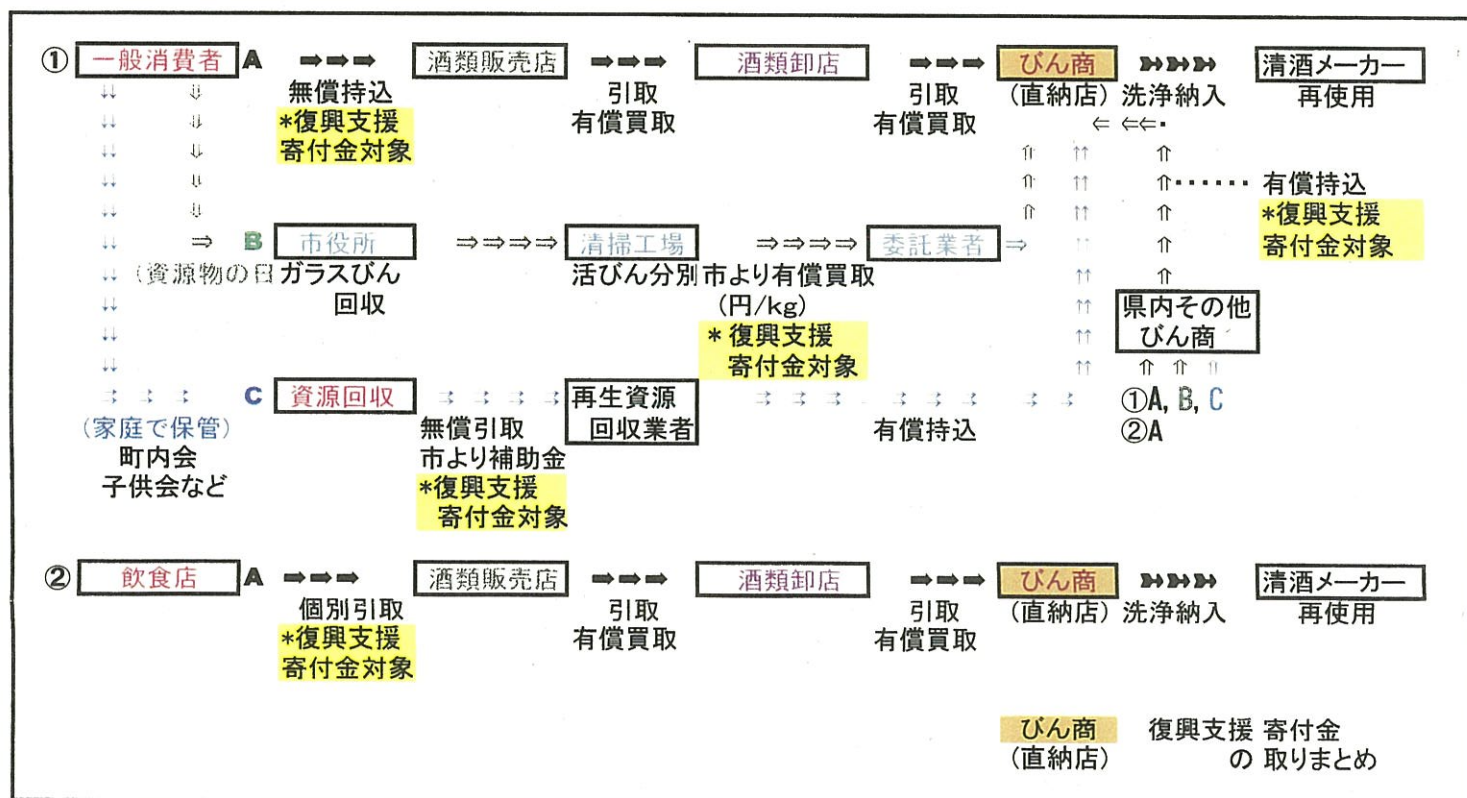 ① 一般消費者 A ➡➡➡ 酒類販売店 ➡➡➡ 酒類卸店 ➡➡➡ びん商 清酒メーカー
無償持込 引取 引取 (直納店) 洗浄納入 再使用
*復興支援 有償買取 有償買取
寄付金対象
有償持込
*復興支援
寄付金対象
⇒ B 市役所 ⇒⇒⇒⇒ 清掃工場 ⇒⇒⇒⇒ 委託業者 ⇒
(資源物の日 ガラスびん 活びん分別 市より有償買取
回収 (円/kg)
*復興支援
寄付金対象
県内その他
びん商
①A, B, C
②A
C 資源回収 再生資源
回収業者
(家庭で保管) 無償引取 有償持込
町内会 市より補助金
子供会など *復興支援
寄付金対象
② 飲食店 A ➡➡➡ 酒類販売店 ➡➡➡ 酒類卸店 ➡➡➡ びん商 清酒メーカー
個別引取 引取 引取 (直納店) 洗浄納入 再使用
*復興支援 有償買取 有償買取
寄付金対象
びん商 復興支援 寄付金
(直納店) の 取りまとめ